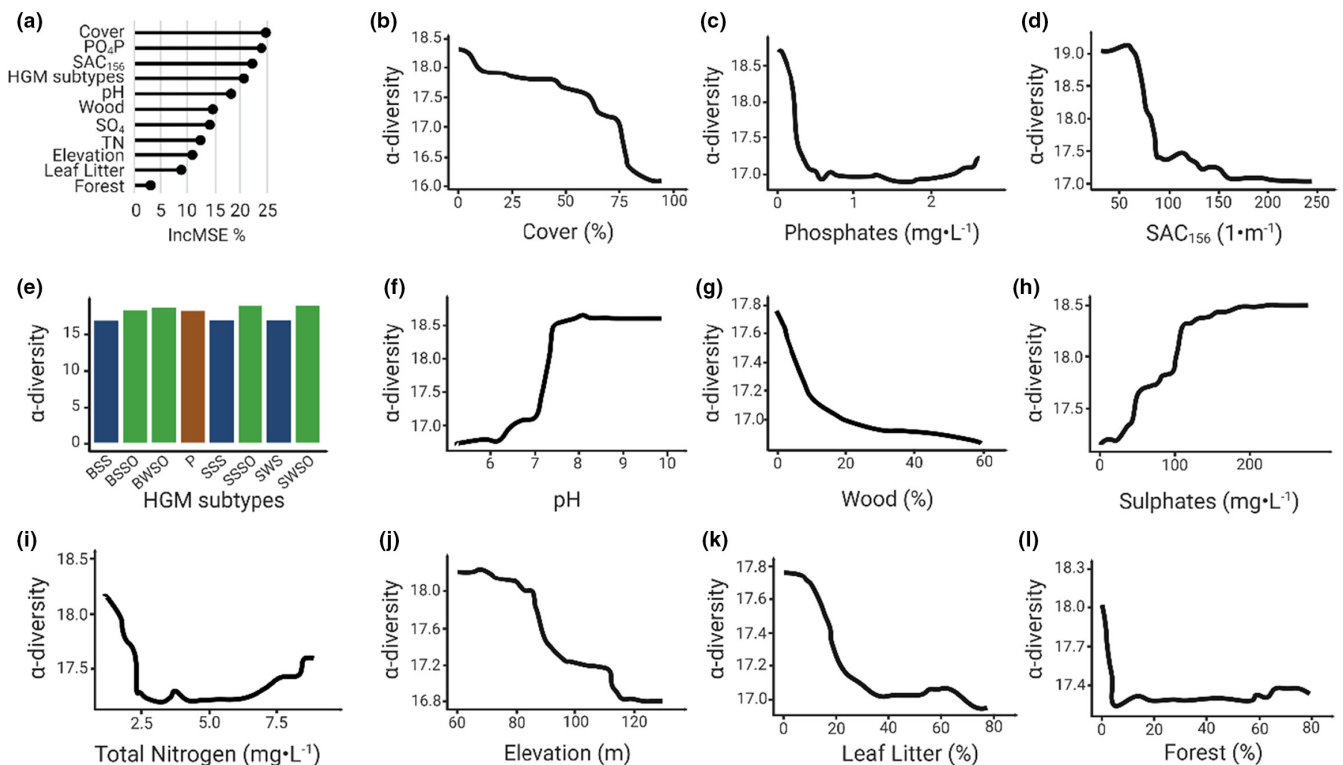 (a)
Cover
PO₄P
SAC₁₅₆
HGM subtypes
pH
Wood
SO₄
TN
Elevation
Leaf Litter
Forest
0 5 10 15 20 25
IncMSE %
(b)
18.5
18.0
17.5
17.0
16.5
16.0
α-diversity
0 25 50 75 100
Cover (%)
(c)
18.5
18.0
17.5
17.0
α-diversity
0 1 2
Phosphates (mg•L⁻¹)
(d)
19.0
18.5
18.0
17.5
17.0
α-diversity
50 100 150 200 250
SAC₁₅₆ (1•m⁻¹)
(e)
15
10
5
0
α-diversity
BSS BSSO BWSO P SSS SSSO SWS SWSO
HGM subtypes
(f)
18.5
18.0
17.5
17.0
α-diversity
6 7 8 9 10
pH
(g)
17.8
17.6
17.4
17.2
17.0
α-diversity
0 20 40 60
Wood (%)
(h)
18.5
18.0
17.5
α-diversity
0 100 200
Sulphates (mg•L⁻¹)
(i)
18.5
18.0
17.5
α-diversity
2.5 5.0 7.5
Total Nitrogen (mg•L⁻¹)
(j)
18.0
17.6
17.2
16.8
α-diversity
60 80 100 120
Elevation (m)
(k)
17.8
17.6
17.4
17.2
17.0
α-diversity
0 20 40 60 80
Leaf Litter (%)
(l)
18.3
18.0
17.7
17.4
α-diversity
0 20 40 60 80
Forest (%)